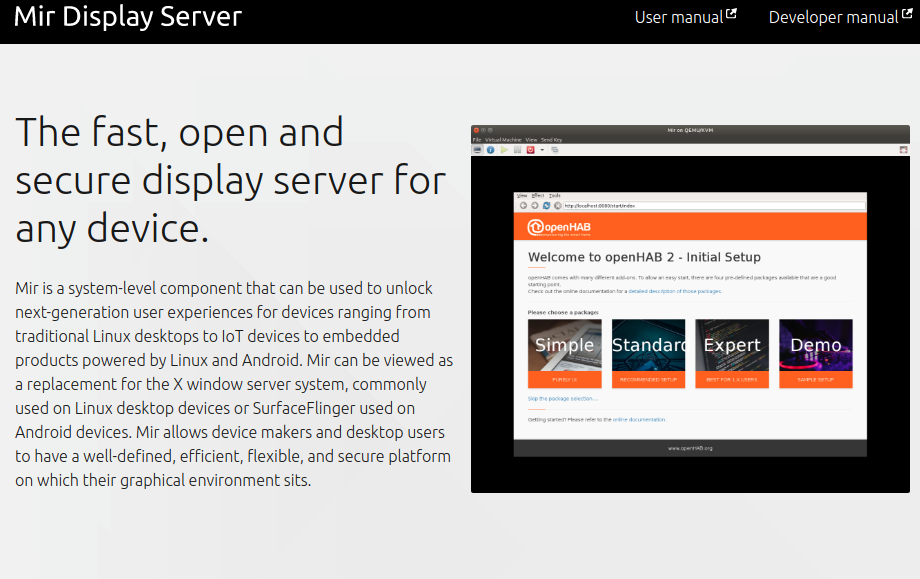 Mir Display Server
User manual
Developer manual
The fast, open and
secure display server for
any device.
Mir is a system-level component that can be used to unlock
next-generation user experiences for devices ranging from
traditional Linux desktops to IoT devices to embedded
products powered by Linux and Android. Mir can be viewed as
a replacement for the X window server system, commonly
used on Linux desktop devices or SurfaceFlinger used on
Android devices. Mir allows device makers and desktop users
to have a well-defined, efficient, flexible, and secure platform
on which their graphical environment sits.
Mir on QEMU/KVM
File Virtual Machine View Send Key
View Effect Tools
http://localhost:8080/start/index
openHAB
Welcome to openHAB 2 - Initial Setup
openHAB comes with many different add-ons. To allow an easy start, there are four pre-defined packages available that are a good
starting point.
Check out the online documentation for a detailed description of those packages.
Please choose a package:
Simple
Standard
Expert
Demo
PURELY UI
RECOMMENDED SETUP
BEST FOR 1.X USERS
SAMPLE SETUP
Skip the package selection...
Getting started? Please refer to the online documentation.
www.openHAB.org